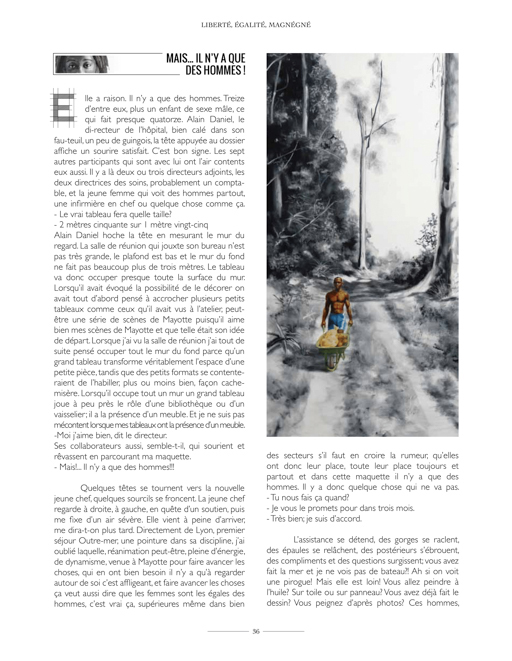 LIBERTÉ, ÉGALITÉ, MAGNÉGNÉ
MAIS... IL N'Y A QUE
DES HOMMES !
Elle a raison. Il n'y a que des hommes. Treize
d'entre eux, plus un enfant de sexe mâle, ce
qui fait presque quatorze. Alain Daniel, le
di-recteur de l'hôpital, bien calé dans son
fau-teuil, un peu de guingois, la tête appuyée au dossier
affiche un sourire satisfait. C'est bon signe. Les sept
autres participants qui sont avec lui ont l'air contents
eux aussi. Il y a là deux ou trois directeurs adjoints, les
deux directrices des soins, probablement un compta-
ble, et la jeune femme qui voit des hommes partout,
une infirmière en chef ou quelque chose comme ça.
- Le vrai tableau fera quelle taille?
- 2 mètres cinquante sur 1 mètre vingt-cinq
Alain Daniel hoche la tête en mesurant le mur du
regard. La salle de réunion qui jouxte son bureau n'est
pas très grande, le plafond est bas et le mur du fond
ne fait pas beaucoup plus de trois mètres. Le tableau
va donc occuper presque toute la surface du mur.
Lorsqu'il avait évoqué la possibilité de le décorer on
avait tout d'abord pensé à accrocher plusieurs petits
tableaux comme ceux qu'il avait vus à l'atelier, peut-
être une série de scènes de Mayotte puisqu'il aime
bien mes scènes de Mayotte et que telle était son idée
de départ. Lorsque j'ai vu la salle de réunion j'ai tout de
suite pensé occuper tout le mur du fond parce qu'un
grand tableau transforme véritablement l'espace d'une
petite pièce, tandis que des petits formats se contente-
raient de l'habiller, plus ou moins bien, façon cache-
misère. Lorsqu'il occupe tout un mur un grand tableau
joue à peu près le rôle d'une bibliothèque ou d'un
vaisselier; il a la présence d'un meuble. Et je ne suis pas
mécontent lorsque mes tableaux ont la présence d'un meuble.
-Moi j'aime bien, dit le directeur.
Ses collaborateurs aussi, semble-t-il, qui sourient et
rêvassent en parcourant ma maquette.
- Mais!... Il n'y a que des hommes!!!
Quelques têtes se tournent vers la nouvelle
jeune chef, quelques sourcils se froncent. La jeune chef
regarde à droite, à gauche, en quête d'un soutien, puis
me fixe d'un air sévère. Elle vient à peine d'arriver,
me dira-t-on plus tard. Directement de Lyon, premier
séjour Outre-mer, une pointure dans sa discipline, j'ai
oublié laquelle, réanimation peut-être, pleine d'énergie,
de dynamisme, venue à Mayotte pour faire avancer les
choses, qui en ont bien besoin il n'y a qu'à regarder
autour de soi c'est affligeant, et faire avancer les choses
ça veut aussi dire que les femmes sont les égales des
hommes, c'est vrai ça, supérieures même dans bien
des secteurs s'il faut en croire la rumeur, qu'elles
ont donc leur place, toute leur place toujours et
partout et dans cette maquette il n'y a que des
hommes. Il y a donc quelque chose qui ne va pas.
- Tu nous fais ça quand?
- Je vous le promets pour dans trois mois.
- Très bien; je suis d'accord.
L'assistance se détend, des gorges se raclent,
des épaules se relâchent, des postérieurs s'ébrouent,
des compliments et des questions surgissent; vous avez
fait la mer et je ne vois pas de bateau?! Ah si on voit
une pirogue! Mais elle est loin! Vous allez peindre à
l'huile? Sur toile ou sur panneau? Vous avez déjà fait le
dessin? Vous peignez d'après photos? Ces hommes,
36